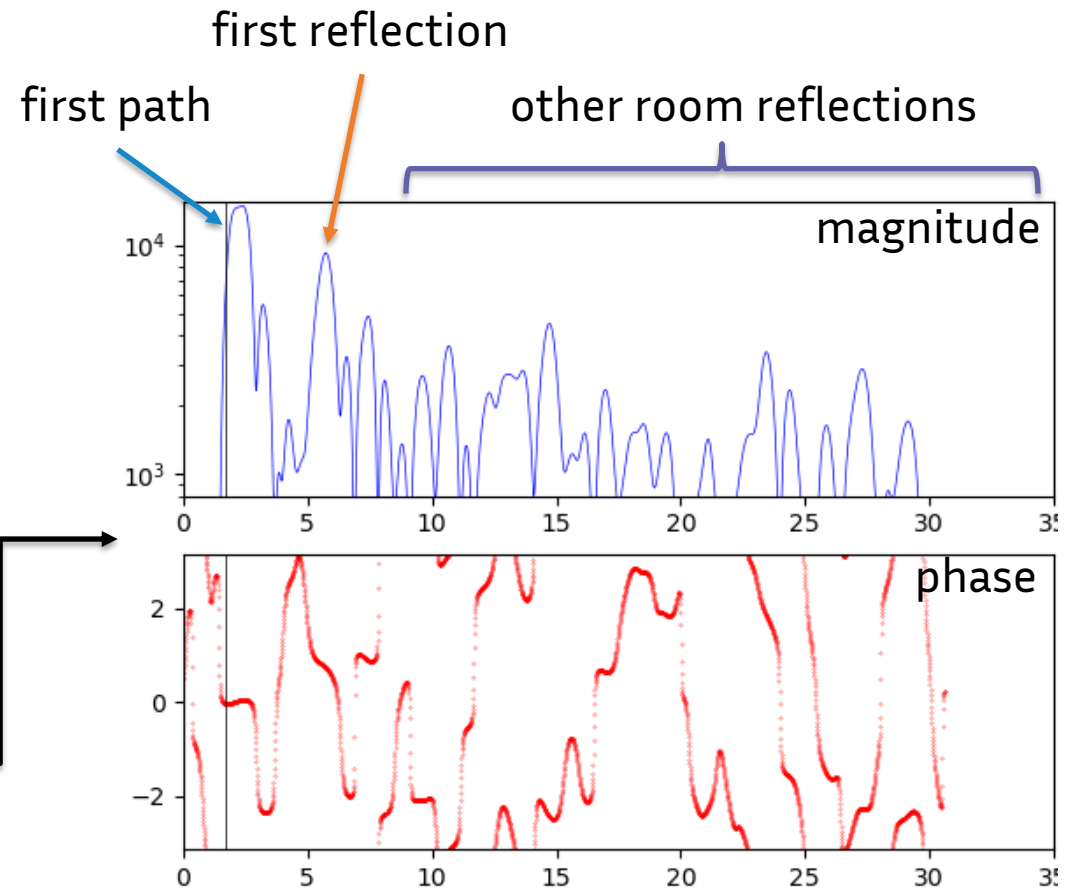 first reflection
first path
other room reflections
magnitude
10⁴
10³
0 5 10 15 20 25 30 35
phase
2
0
−2
0 5 10 15 20 25 30 35